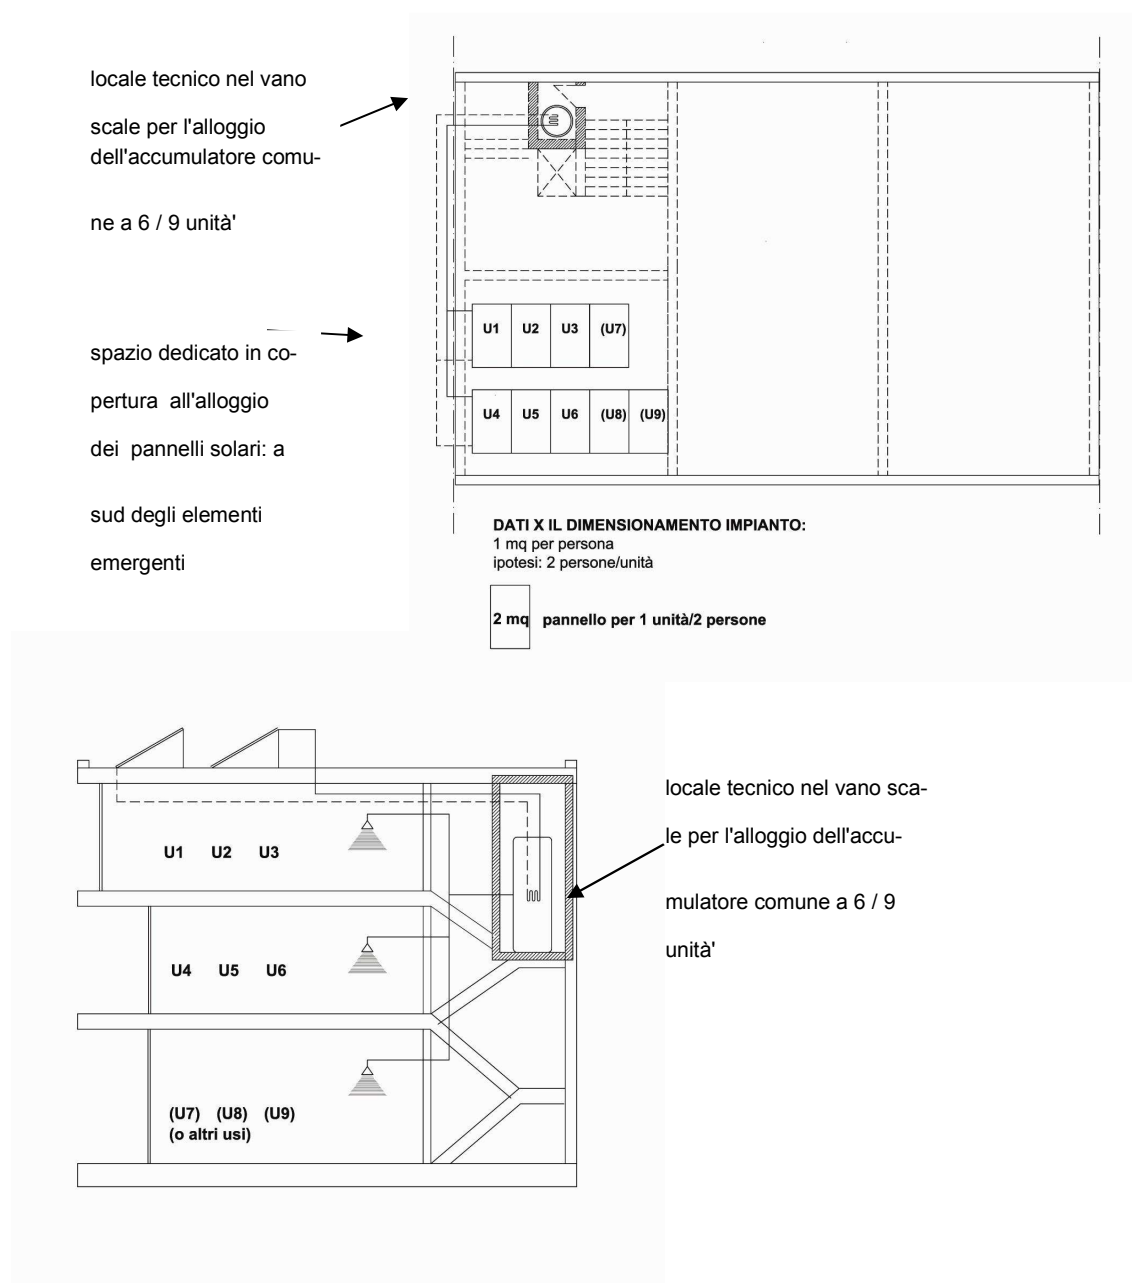 locale tecnico nel vano
scale per l'alloggio
dell'accumulatore comu-
ne a 6 / 9 unità'
spazio dedicato in co-
pertura all'alloggio
dei pannelli solari: a
sud degli elementi
emergenti
U1 U2 U3 (U7)
U4 U5 U6 (U8) (U9)
DATI X IL DIMENSIONAMENTO IMPIANTO:
1 mq per persona
ipotesi: 2 persone/unità
2 mq pannello per 1 unità/2 persone
locale tecnico nel vano sca-
le per l'alloggio dell'accu-
mulatore comune a 6 / 9
unità'
U1 U2 U3
U4 U5 U6
(U7) (U8) (U9)
(o altri usi)